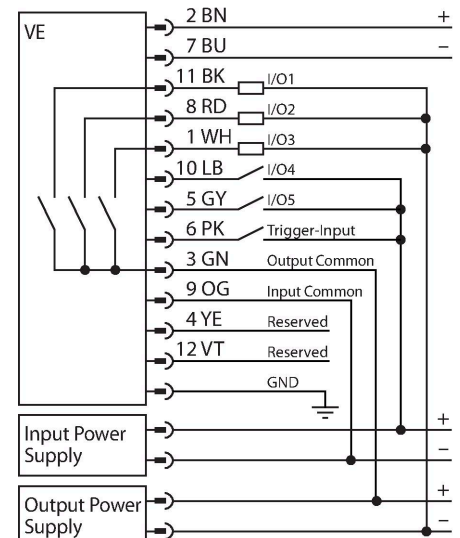 VE
2 BN +
7 BU −
11 BK I/O1
8 RD I/O2
1 WH I/O3
10 LB I/O4
5 GY I/O5
6 PK Trigger-Input
3 GN Output Common
9 OG Input Common
4 YE Reserved
12 VT Reserved
GND
Input Power
Supply
+
−
Output Power
Supply
+
−